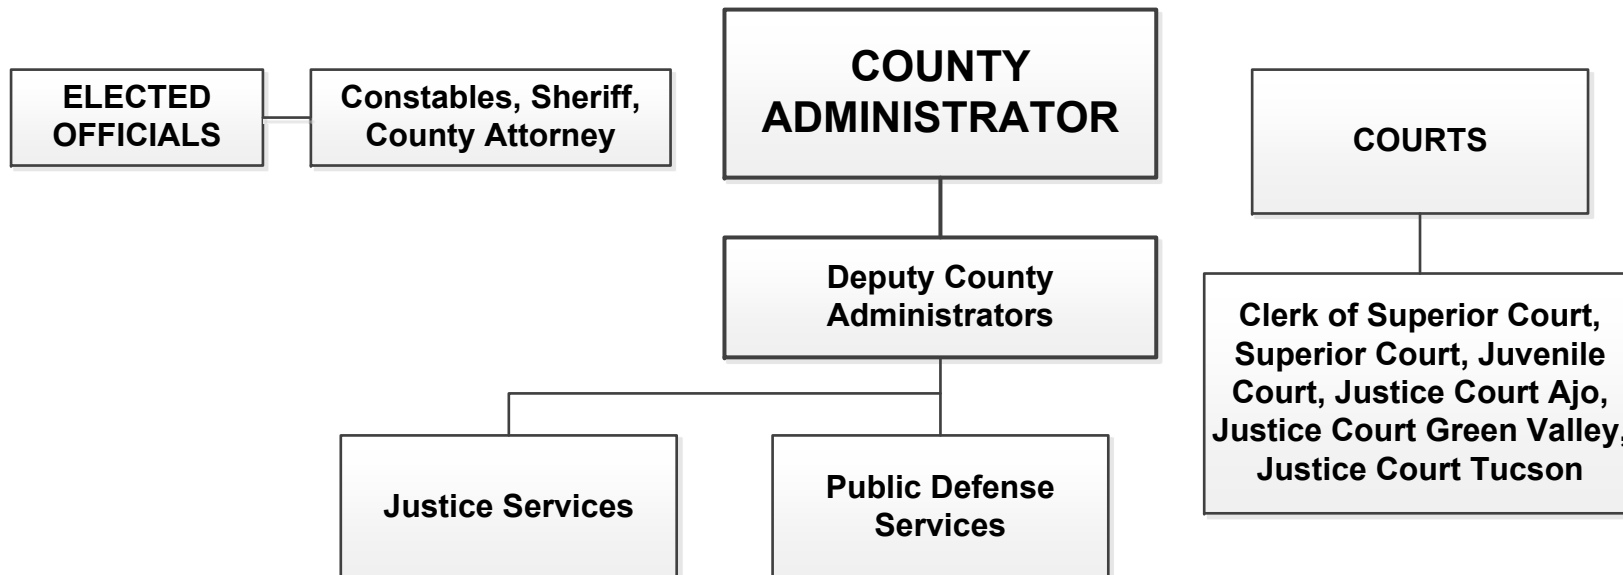 ELECTED
OFFICIALS
Constables, Sheriff,
County Attorney
COUNTY
ADMINISTRATOR
COURTS
Deputy County
Administrators
Clerk of Superior Court,
Superior Court, Juvenile
Court, Justice Court Ajo,
Justice Court Green Valley,
Justice Court Tucson
Justice Services
Public Defense
Services